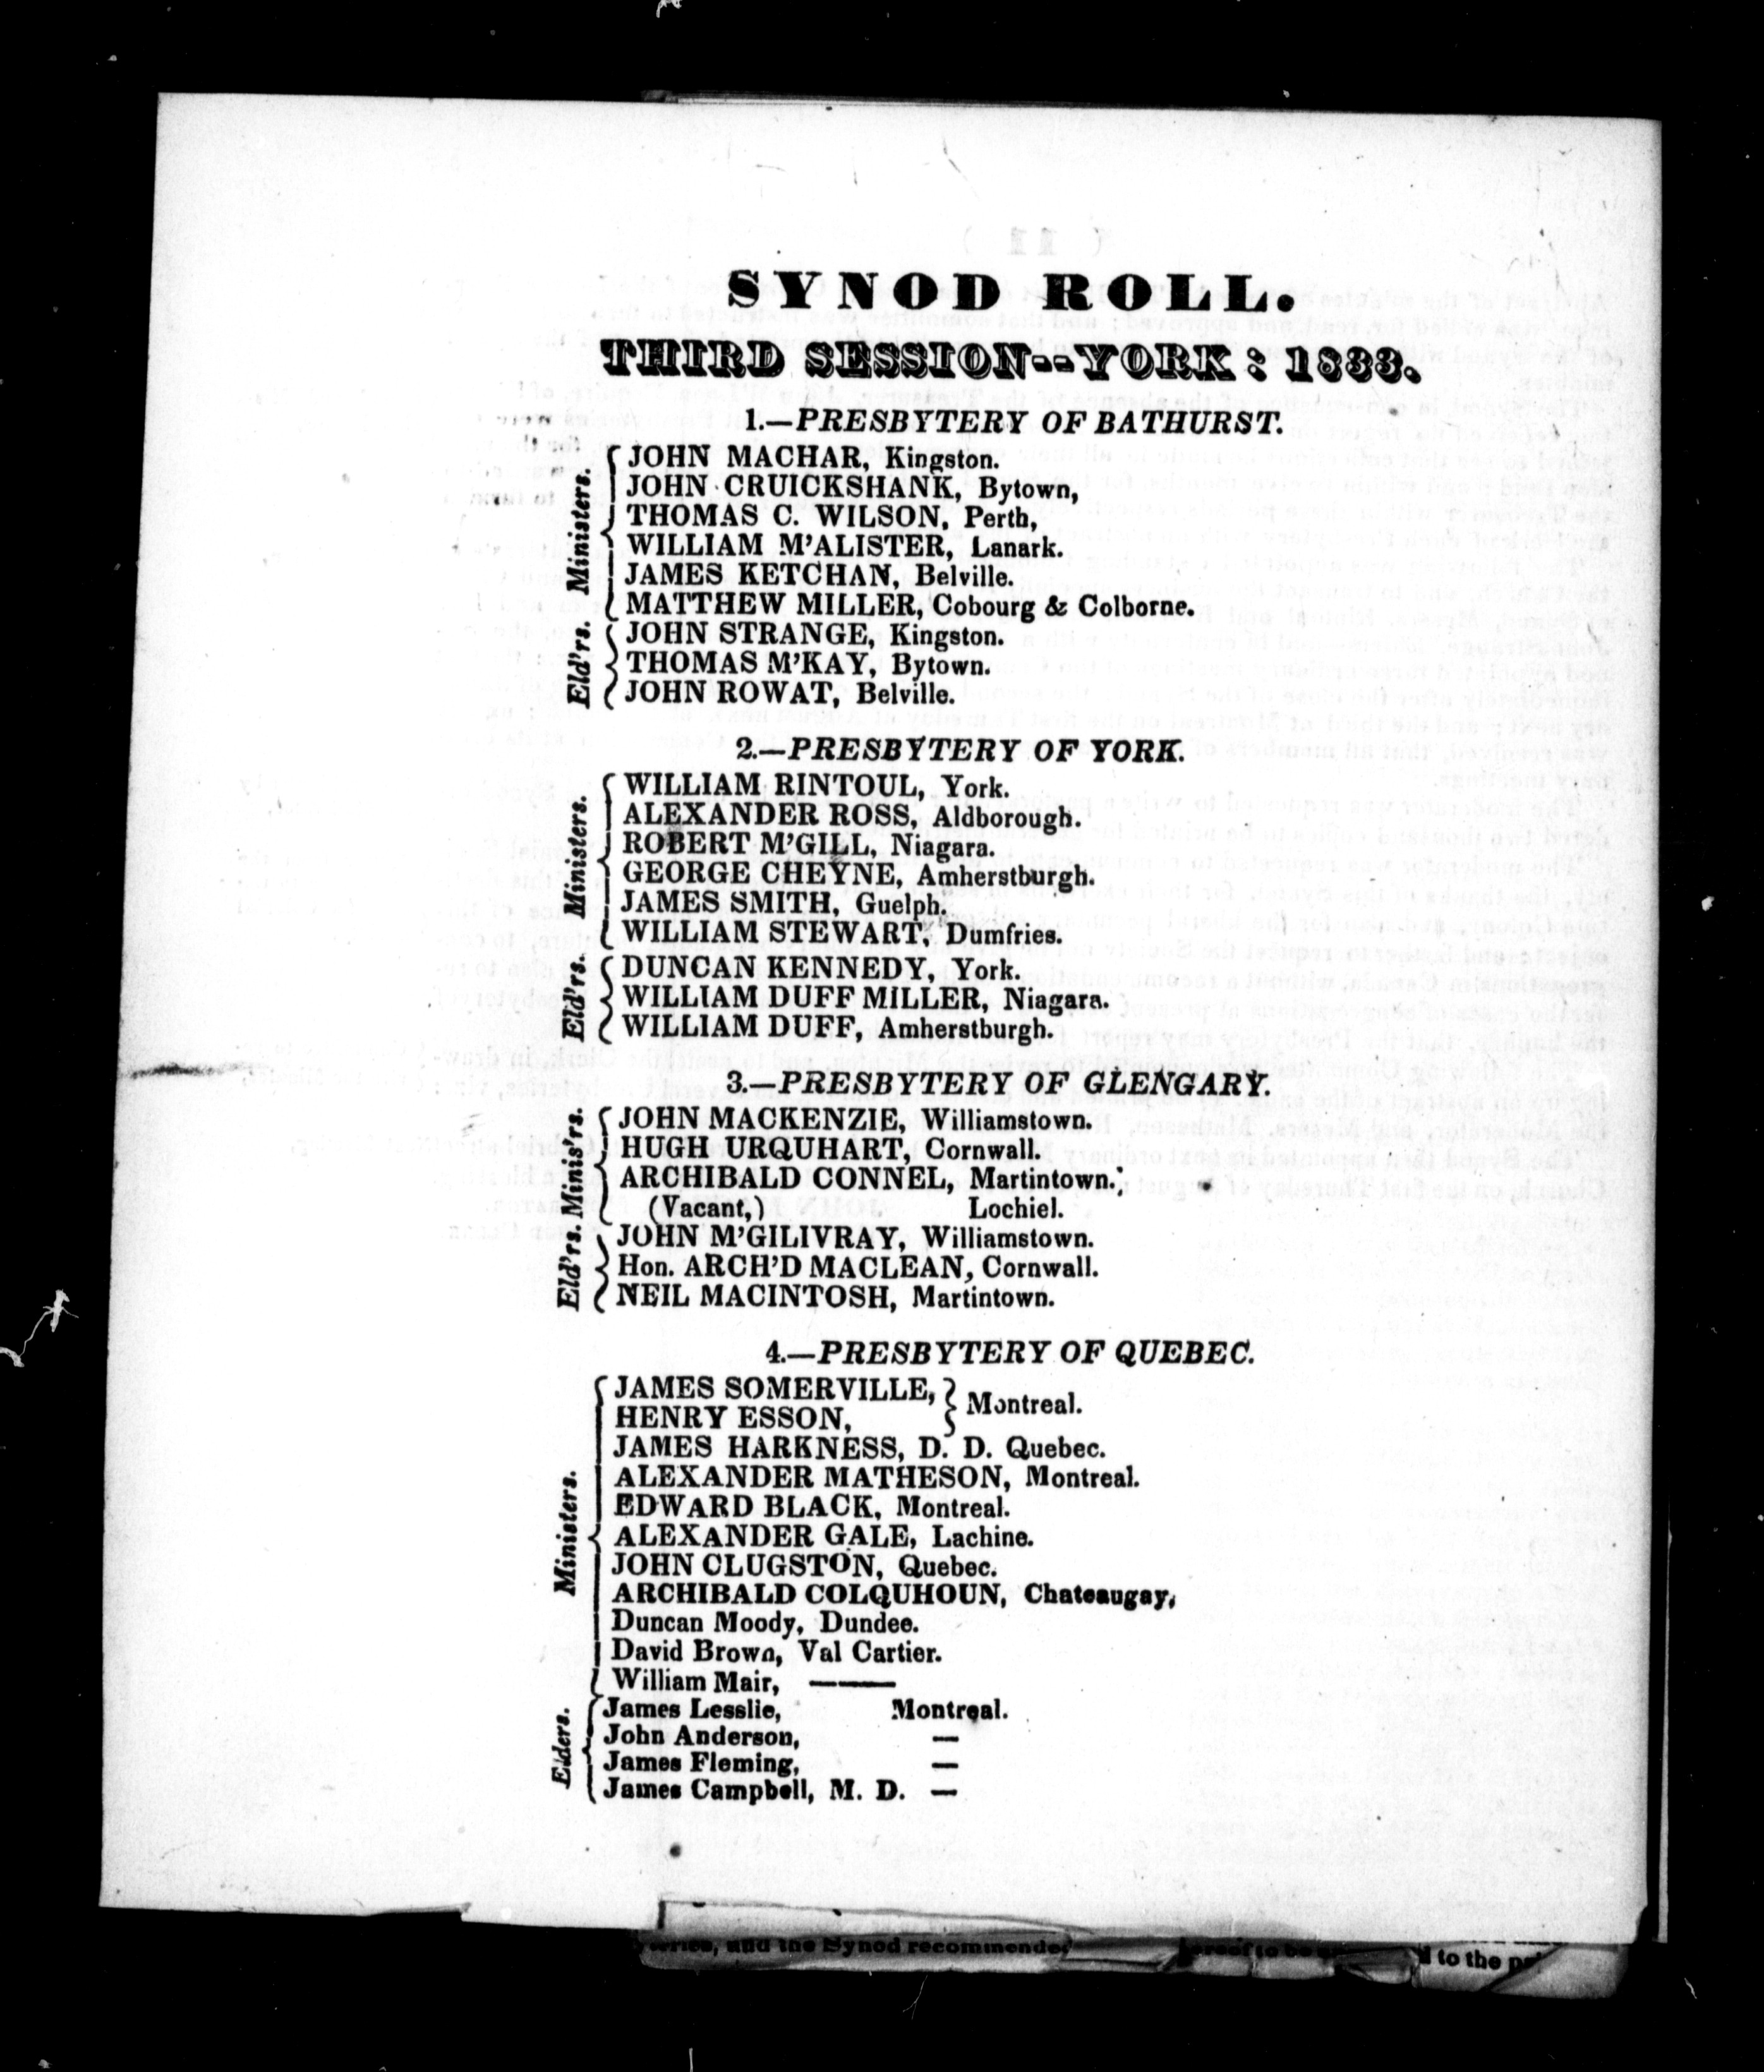 SYNOD ROLL.
THIRD SESSION--YORK: 1833.
1.—PRESBYTERY OF BATHURST.
Ministers.
JOHN MACHAR, Kingston.
JOHN CRUICKSHANK, Bytown,
THOMAS C. WILSON, Perth,
WILLIAM M'ALISTER, Lanark.
JAMES KETCHAN, Belville.
MATTHEW MILLER, Cobourg & Colborne.
Eld'rs.
JOHN STRANGE, Kingston.
THOMAS M'KAY, Bytown.
JOHN ROWAT, Belville.
2.—PRESBYTERY OF YORK.
Ministers.
WILLIAM RINTOUL, York.
ALEXANDER ROSS, Aldborough.
ROBERT M'GILL, Niagara.
GEORGE CHEYNE, Amherstburgh.
JAMES SMITH, Guelph.
WILLIAM STEWART, Dumfries.
Eld'rs.
DUNCAN KENNEDY, York.
WILLIAM DUFF MILLER, Niagara.
WILLIAM DUFF, Amherstburgh.
3.—PRESBYTERY OF GLENGARY.
Minis'rs.
JOHN MACKENZIE, Williamstown.
HUGH URQUHART, Cornwall.
ARCHIBALD CONNEL, Martintown.
(Vacant,) Lochiel.
Eld'rs.
JOHN M'GILIVRAY, Williamstown.
Hon. ARCH'D MACLEAN, Cornwall.
NEIL MACINTOSH, Martintown.
4.—PRESBYTERY OF QUEBEC.
Ministers.
JAMES SOMERVILLE,
HENRY ESSON, Montreal.
JAMES HARKNESS, D. D. Quebec.
ALEXANDER MATHESON, Montreal.
EDWARD BLACK, Montreal.
ALEXANDER GALE, Lachine.
JOHN CLUGSTON, Quebec.
ARCHIBALD COLQUHOUN, Chateaugay,
Duncan Moody, Dundee.
David Brown, Val Cartier.
William Mair, ———
Elders.
James Lesslie, Montreal.
John Anderson, —
James Fleming, —
James Campbell, M. D. —
and the Synod recommende
to be
to the